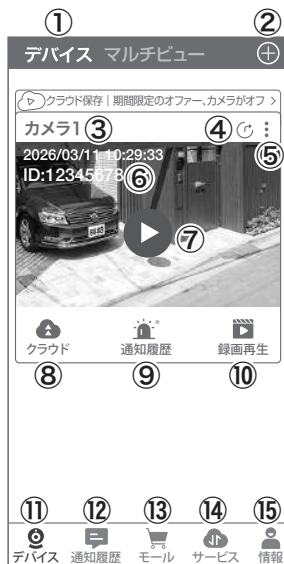 ① ②
デバイス マルチビュー
クラウド保存｜期間限定のオファー、カメラがオフ >
カメラ1 ③ ④
⑤
2026/03/11 10:29:33
ID:12345678 ⑥
⑦
クラウド 通知履歴 録画再生
⑧ ⑨ ⑩
⑪ ⑫ ⑬ ⑭ ⑮
デバイス 通知履歴 モール サービス 情報